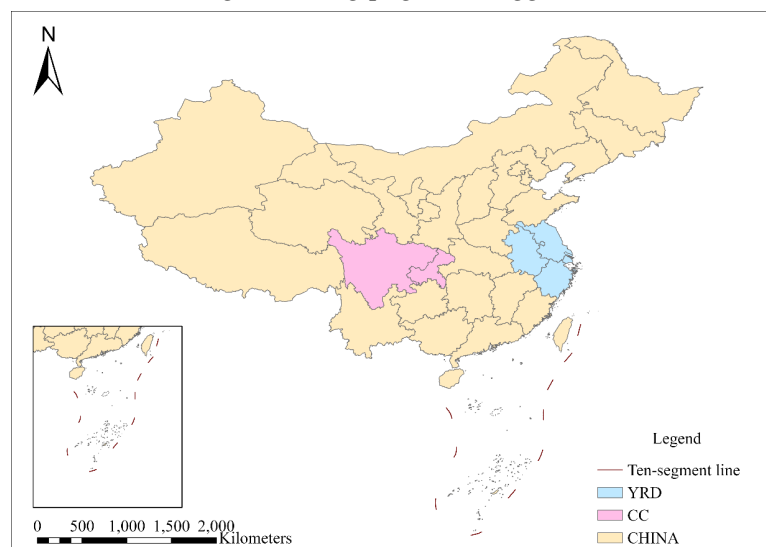 N
Legend
Ten-segment line
YRD
CC
CHINA
0 500 1,000 1,500 2,000
Kilometers